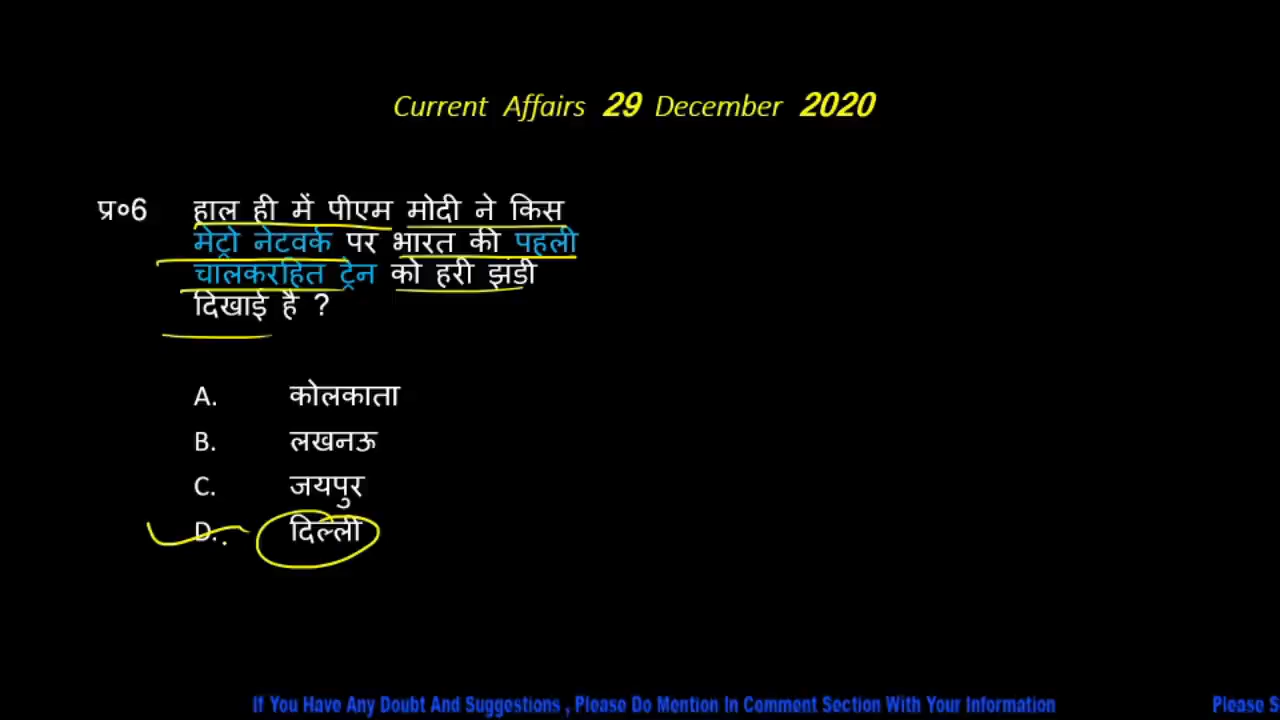 Current Affairs 29 December 2020
प्र०6 हाल ही में पीएम मोदी ने किस
मेट्रो नेटवर्क पर भारत की पहली
चालकरहित ट्रेन को हरी झंडी
दिखाई है ?
A. कोलकाता
B. लखनऊ
C. जयपुर
D. दिल्ली
If You Have Any Doubt And Suggestions , Please Do Mention In Comment Section With Your Information Please S